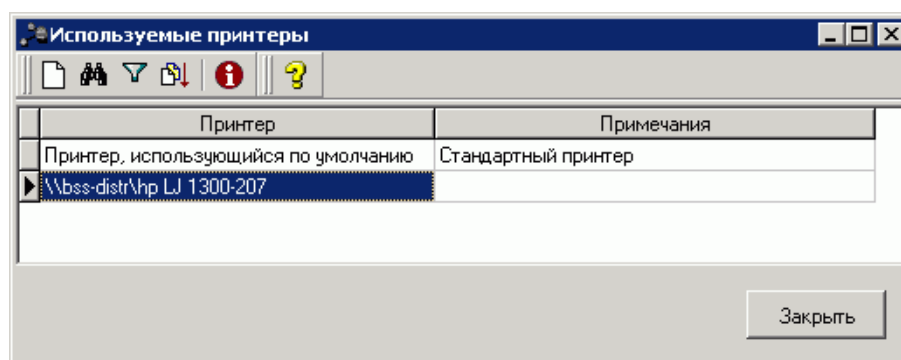 Используемые принтеры
Принтер Примечания
Принтер, использующийся по умолчанию Стандартный принтер
\\bss-distr\hp LJ 1300-207
Закрыть